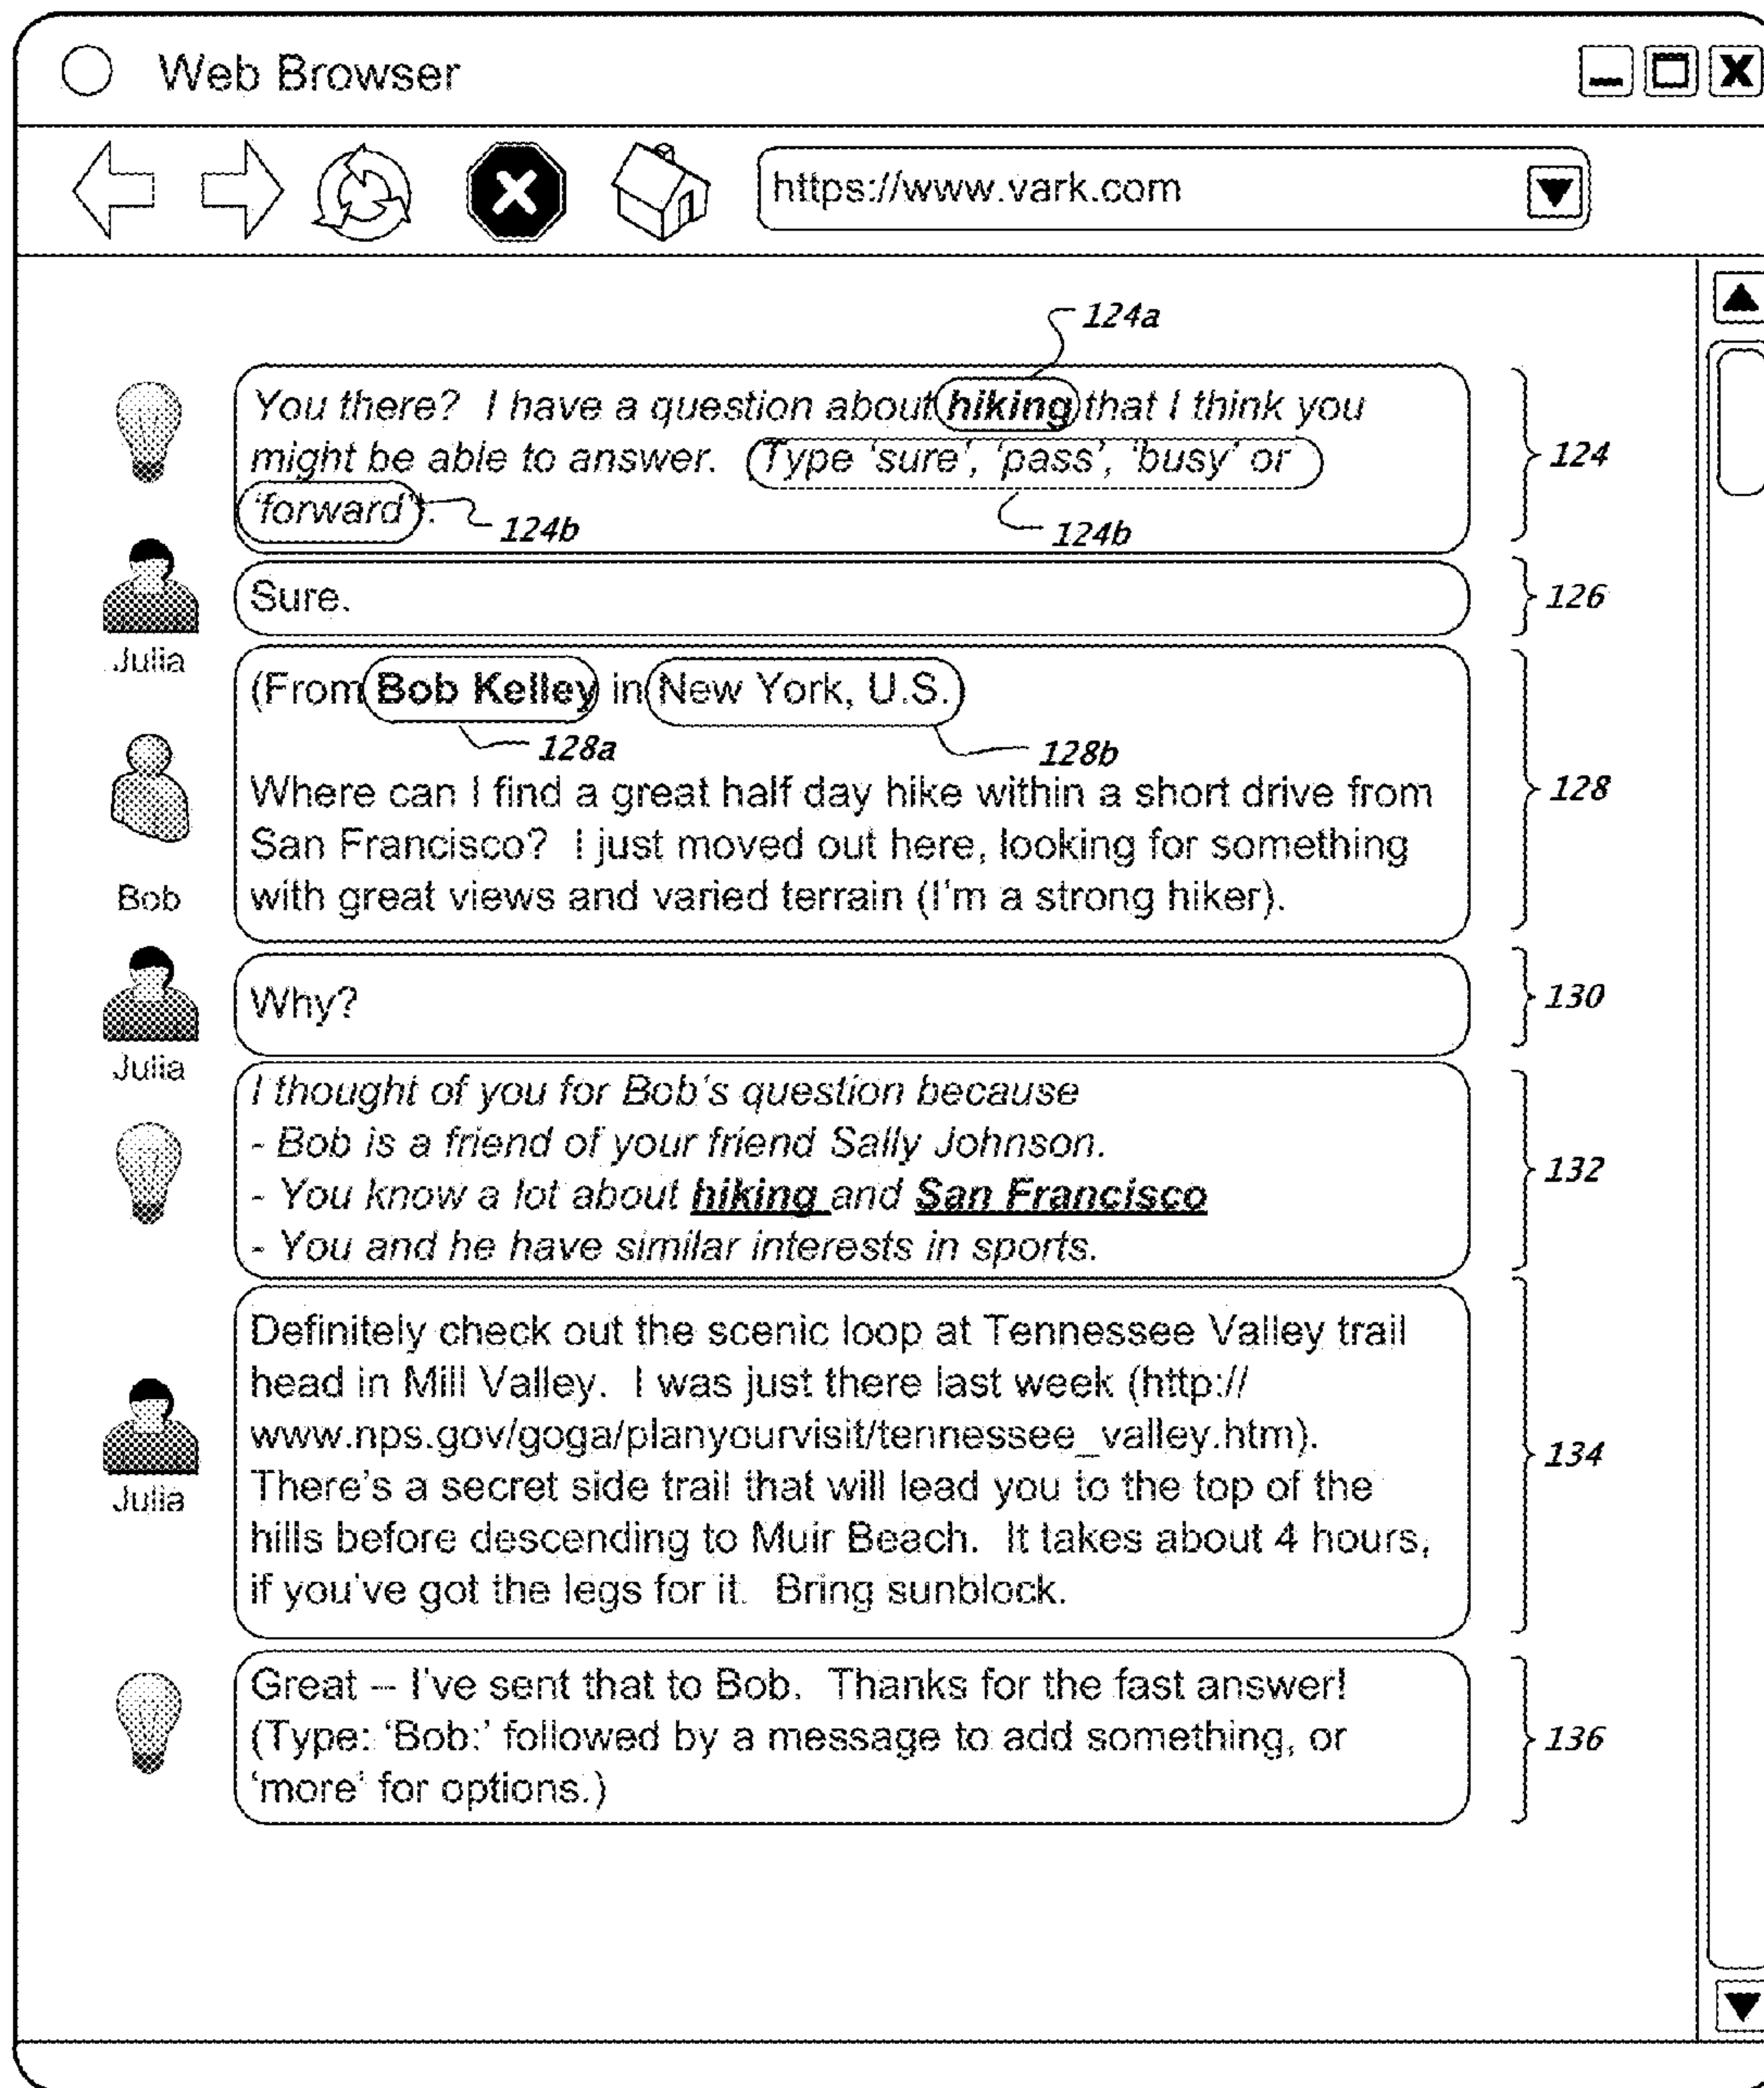 Web Browser
https://www.vark.com
124a
You there? I have a question about hiking that I think you
might be able to answer. (Type 'sure', 'pass', 'busy' or
'forward').
124b
124b
124
Julia
Sure.
126
(From Bob Kelley in New York, U.S.)
128a
128b
Where can I find a great half day hike within a short drive from
San Francisco? I just moved out here, looking for something
with great views and varied terrain (I'm a strong hiker).
Bob
128
Why?
Julia
130
I thought of you for Bob's question because
- Bob is a friend of your friend Sally Johnson.
- You know a lot about hiking and San Francisco
- You and he have similar interests in sports.
132
Definitely check out the scenic loop at Tennessee Valley trail
head in Mill Valley. I was just there last week (http://
www.nps.gov/goga/planyourvisit/tennessee_valley.htm).
There's a secret side trail that will lead you to the top of the
hills before descending to Muir Beach. It takes about 4 hours,
if you've got the legs for it. Bring sunblock.
Julia
134
Great – I've sent that to Bob. Thanks for the fast answer!
(Type: 'Bob:' followed by a message to add something, or
'more' for options.)
136